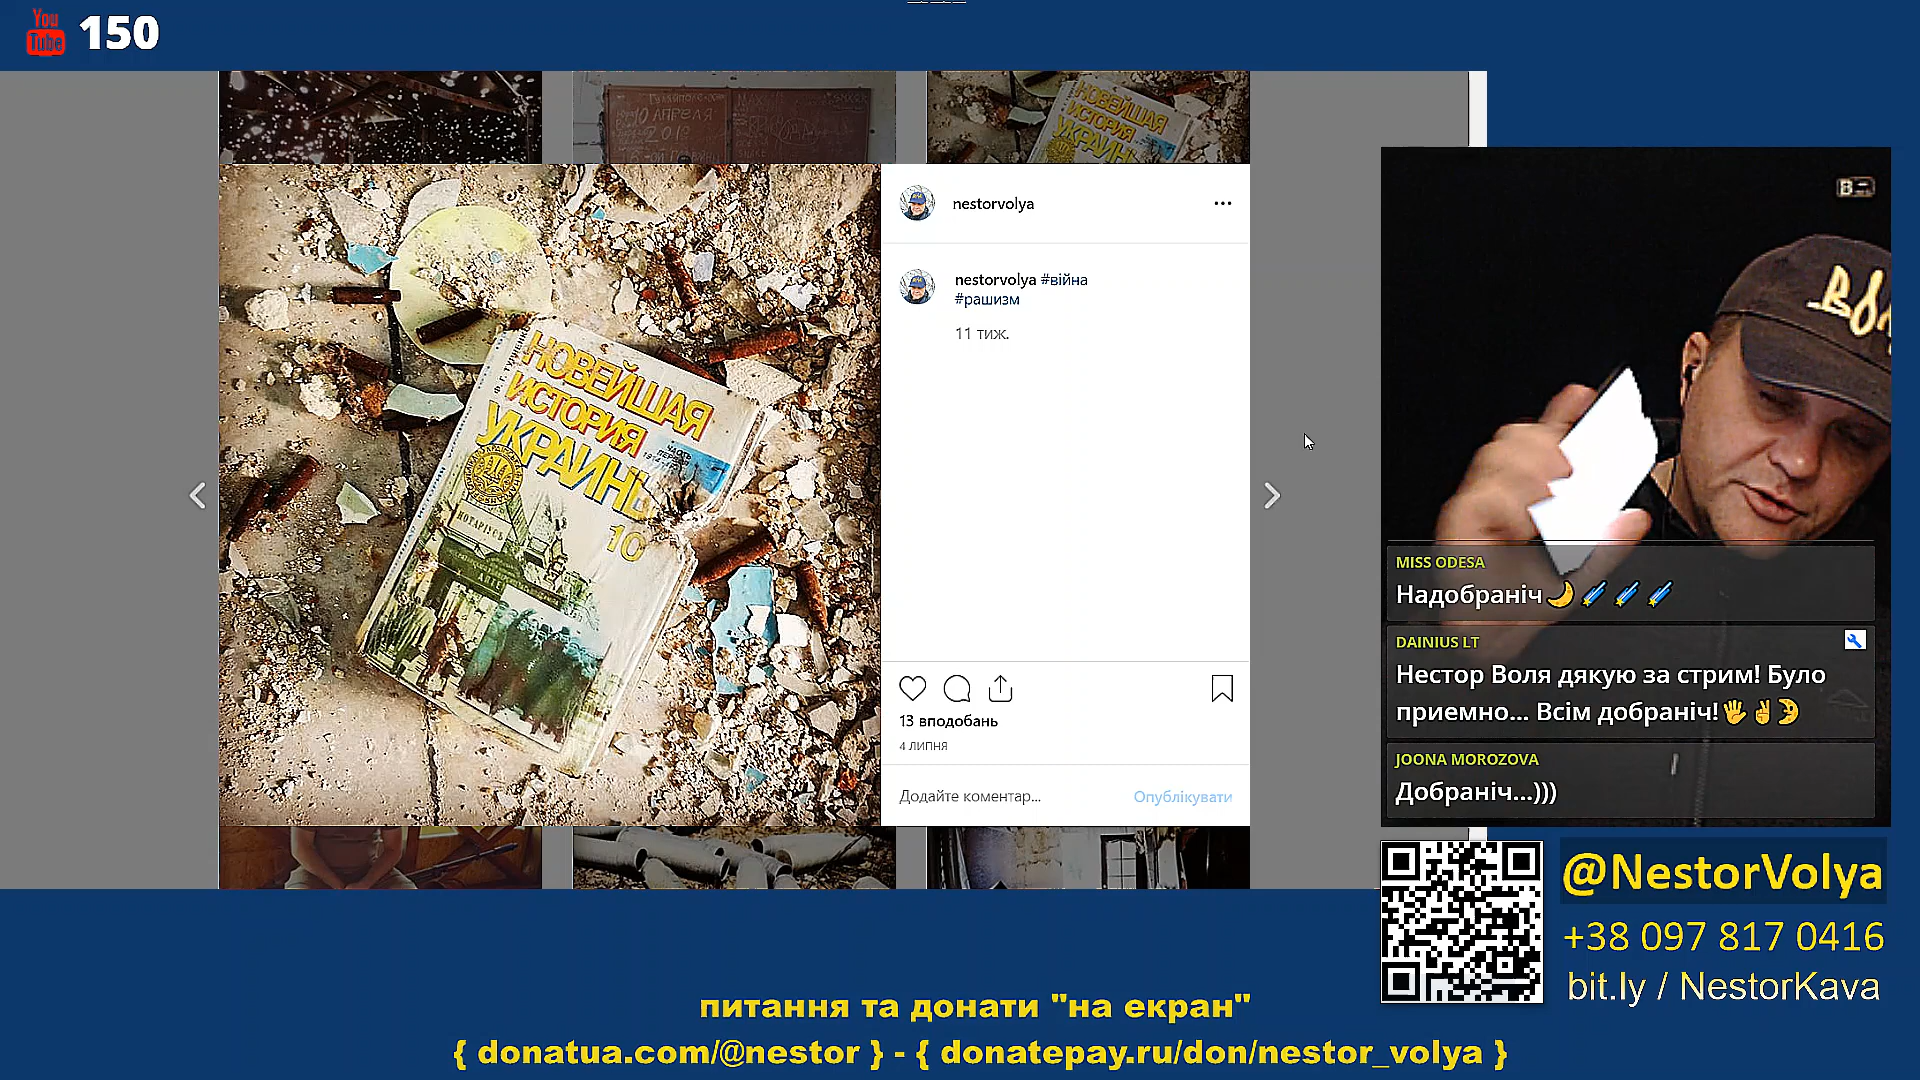 You
Tube
150
10 АПРЕЛЯ
НОВЕЙШАЯ
ИСТОРИЯ
nestorvolya
nestorvolya #війна
#рашизм
11 тиж.
НОВЕЙШАЯ
ИСТОРИЯ
УКРАИНЫ
10
НОТАРІУСЪ
13 вподобань
4 липня
Додайте коментар...
Опублікувати
MISS ODESA
Надобраніч🌙
DAINIUS LT
Нестор Воля дякую за стрим! Було
приємно... Всім добраніч!🖐✌🌛
JOONA MOROZOVA
Добраніч...)))
@NestorVolya
+38 097 817 0416
bit.ly / NestorKava
питання та донати "на екран"
{ donatua.com/@nestor } - { donatepay.ru/don/nestor_volya }